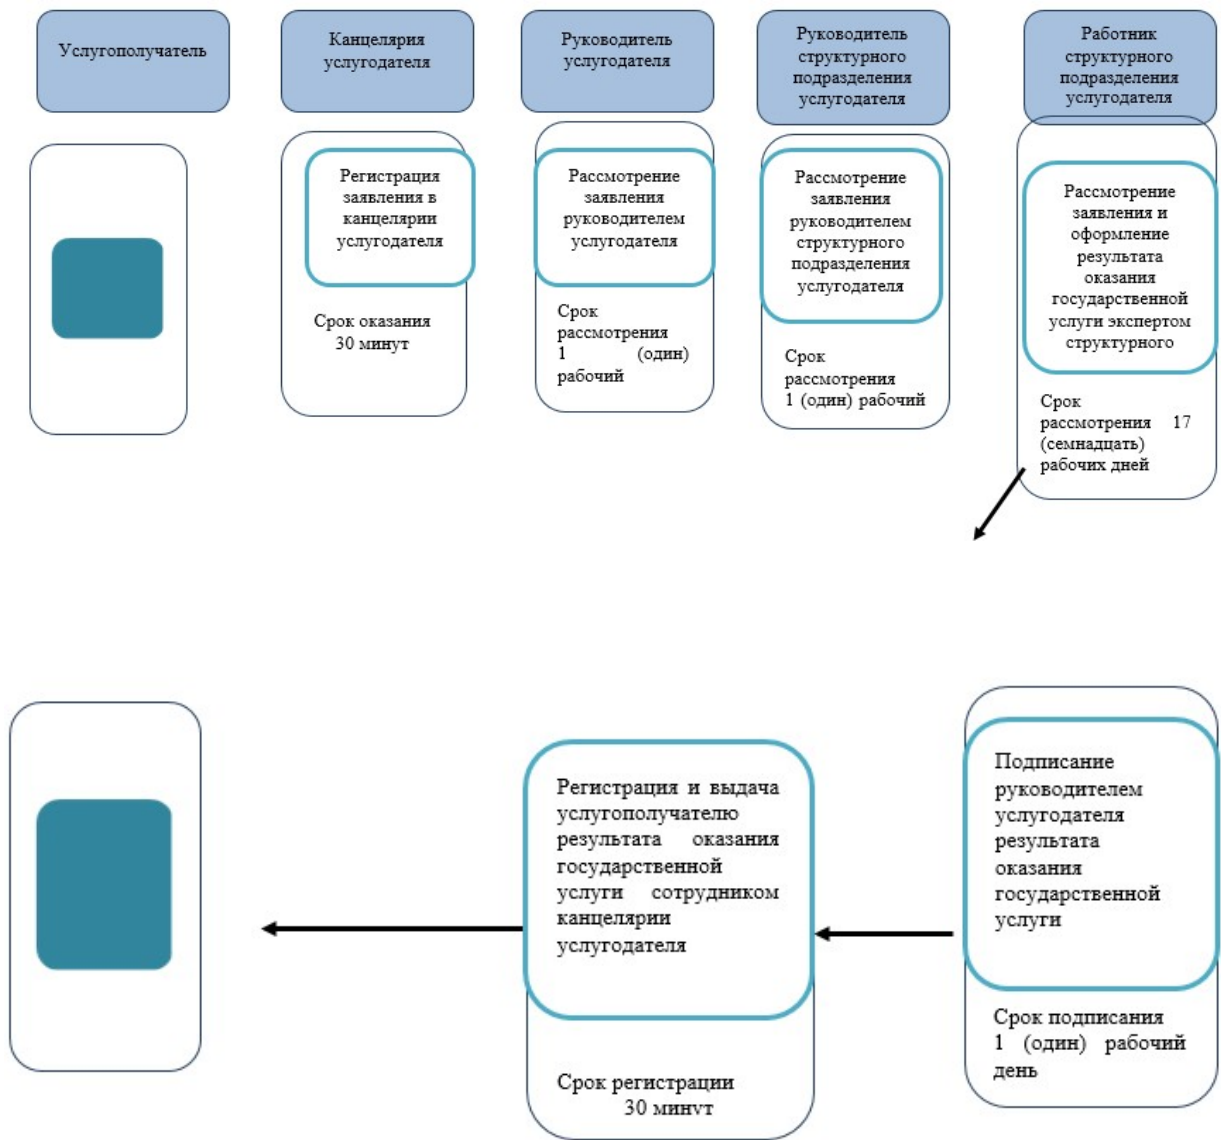 Услугополучатель
Канцелярия
услугодателя
Руководитель
услугодателя
Руководитель
структурного
подразделения
услугодателя
Работник
структурного
подразделения
услугодателя
Регистрация
заявления в
канцелярии
услугодателя
Срок оказания
30 минут
Рассмотрение
заявления
руководителем
услугодателя
Срок
рассмотрения
1 (один)
рабочий
Рассмотрение
заявления
руководителем
структурного
подразделения
услугодателя
Срок
рассмотрения
1 (один) рабочий
Рассмотрение
заявления и
оформление
результата
оказания
государственной
услуги экспертом
структурного
Срок
рассмотрения 17
(семнадцать)
рабочих дней
Регистрация и выдача
услугополучателю
результата оказания
государственной
услуги сотрудником
канцелярии
услугодателя
Срок регистрации
30 минут
Подписание
руководителем
услугодателя
результата
оказания
государственной
услуги
Срок подписания
1 (один) рабочий
день